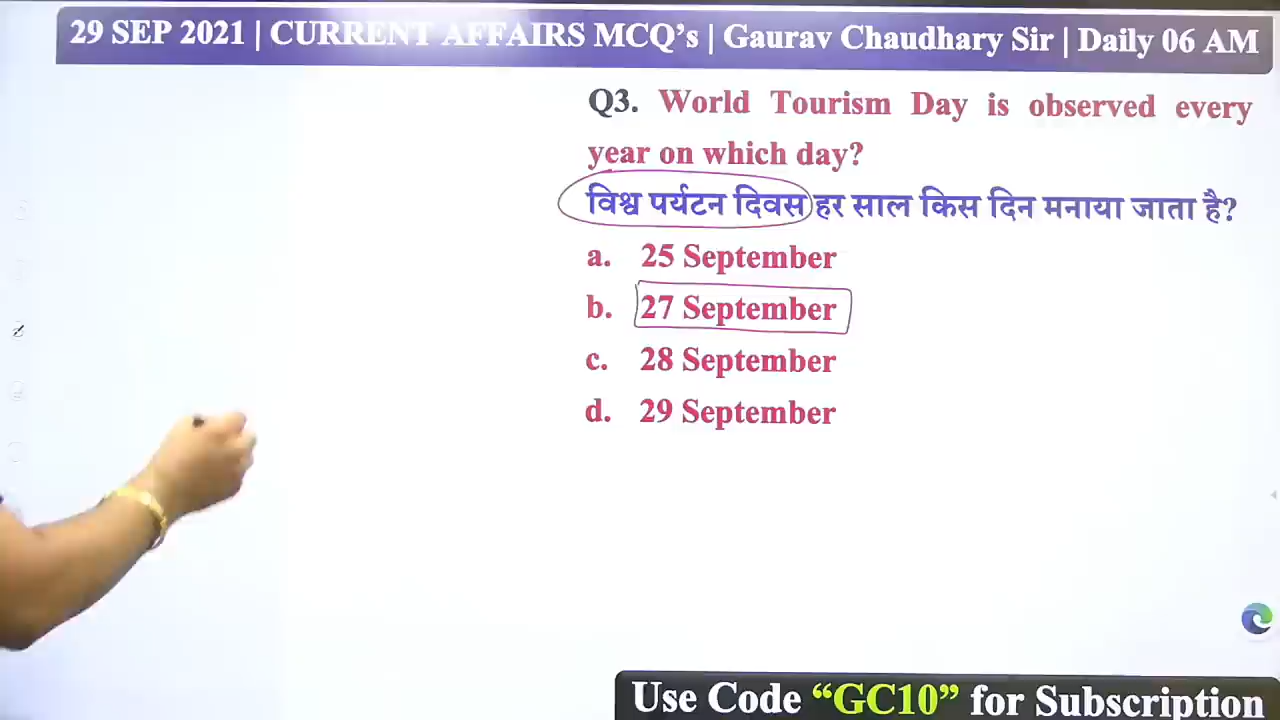 29 SEP 2021 | CURRENT AFFAIRS MCQ's | Gaurav Chaudhary Sir | Daily 06 AM
Q3. World Tourism Day is observed every
year on which day?
विश्व पर्यटन दिवस हर साल किस दिन मनाया जाता है?
a. 25 September
b. 27 September
c. 28 September
d. 29 September
Use Code “GC10” for Subscription